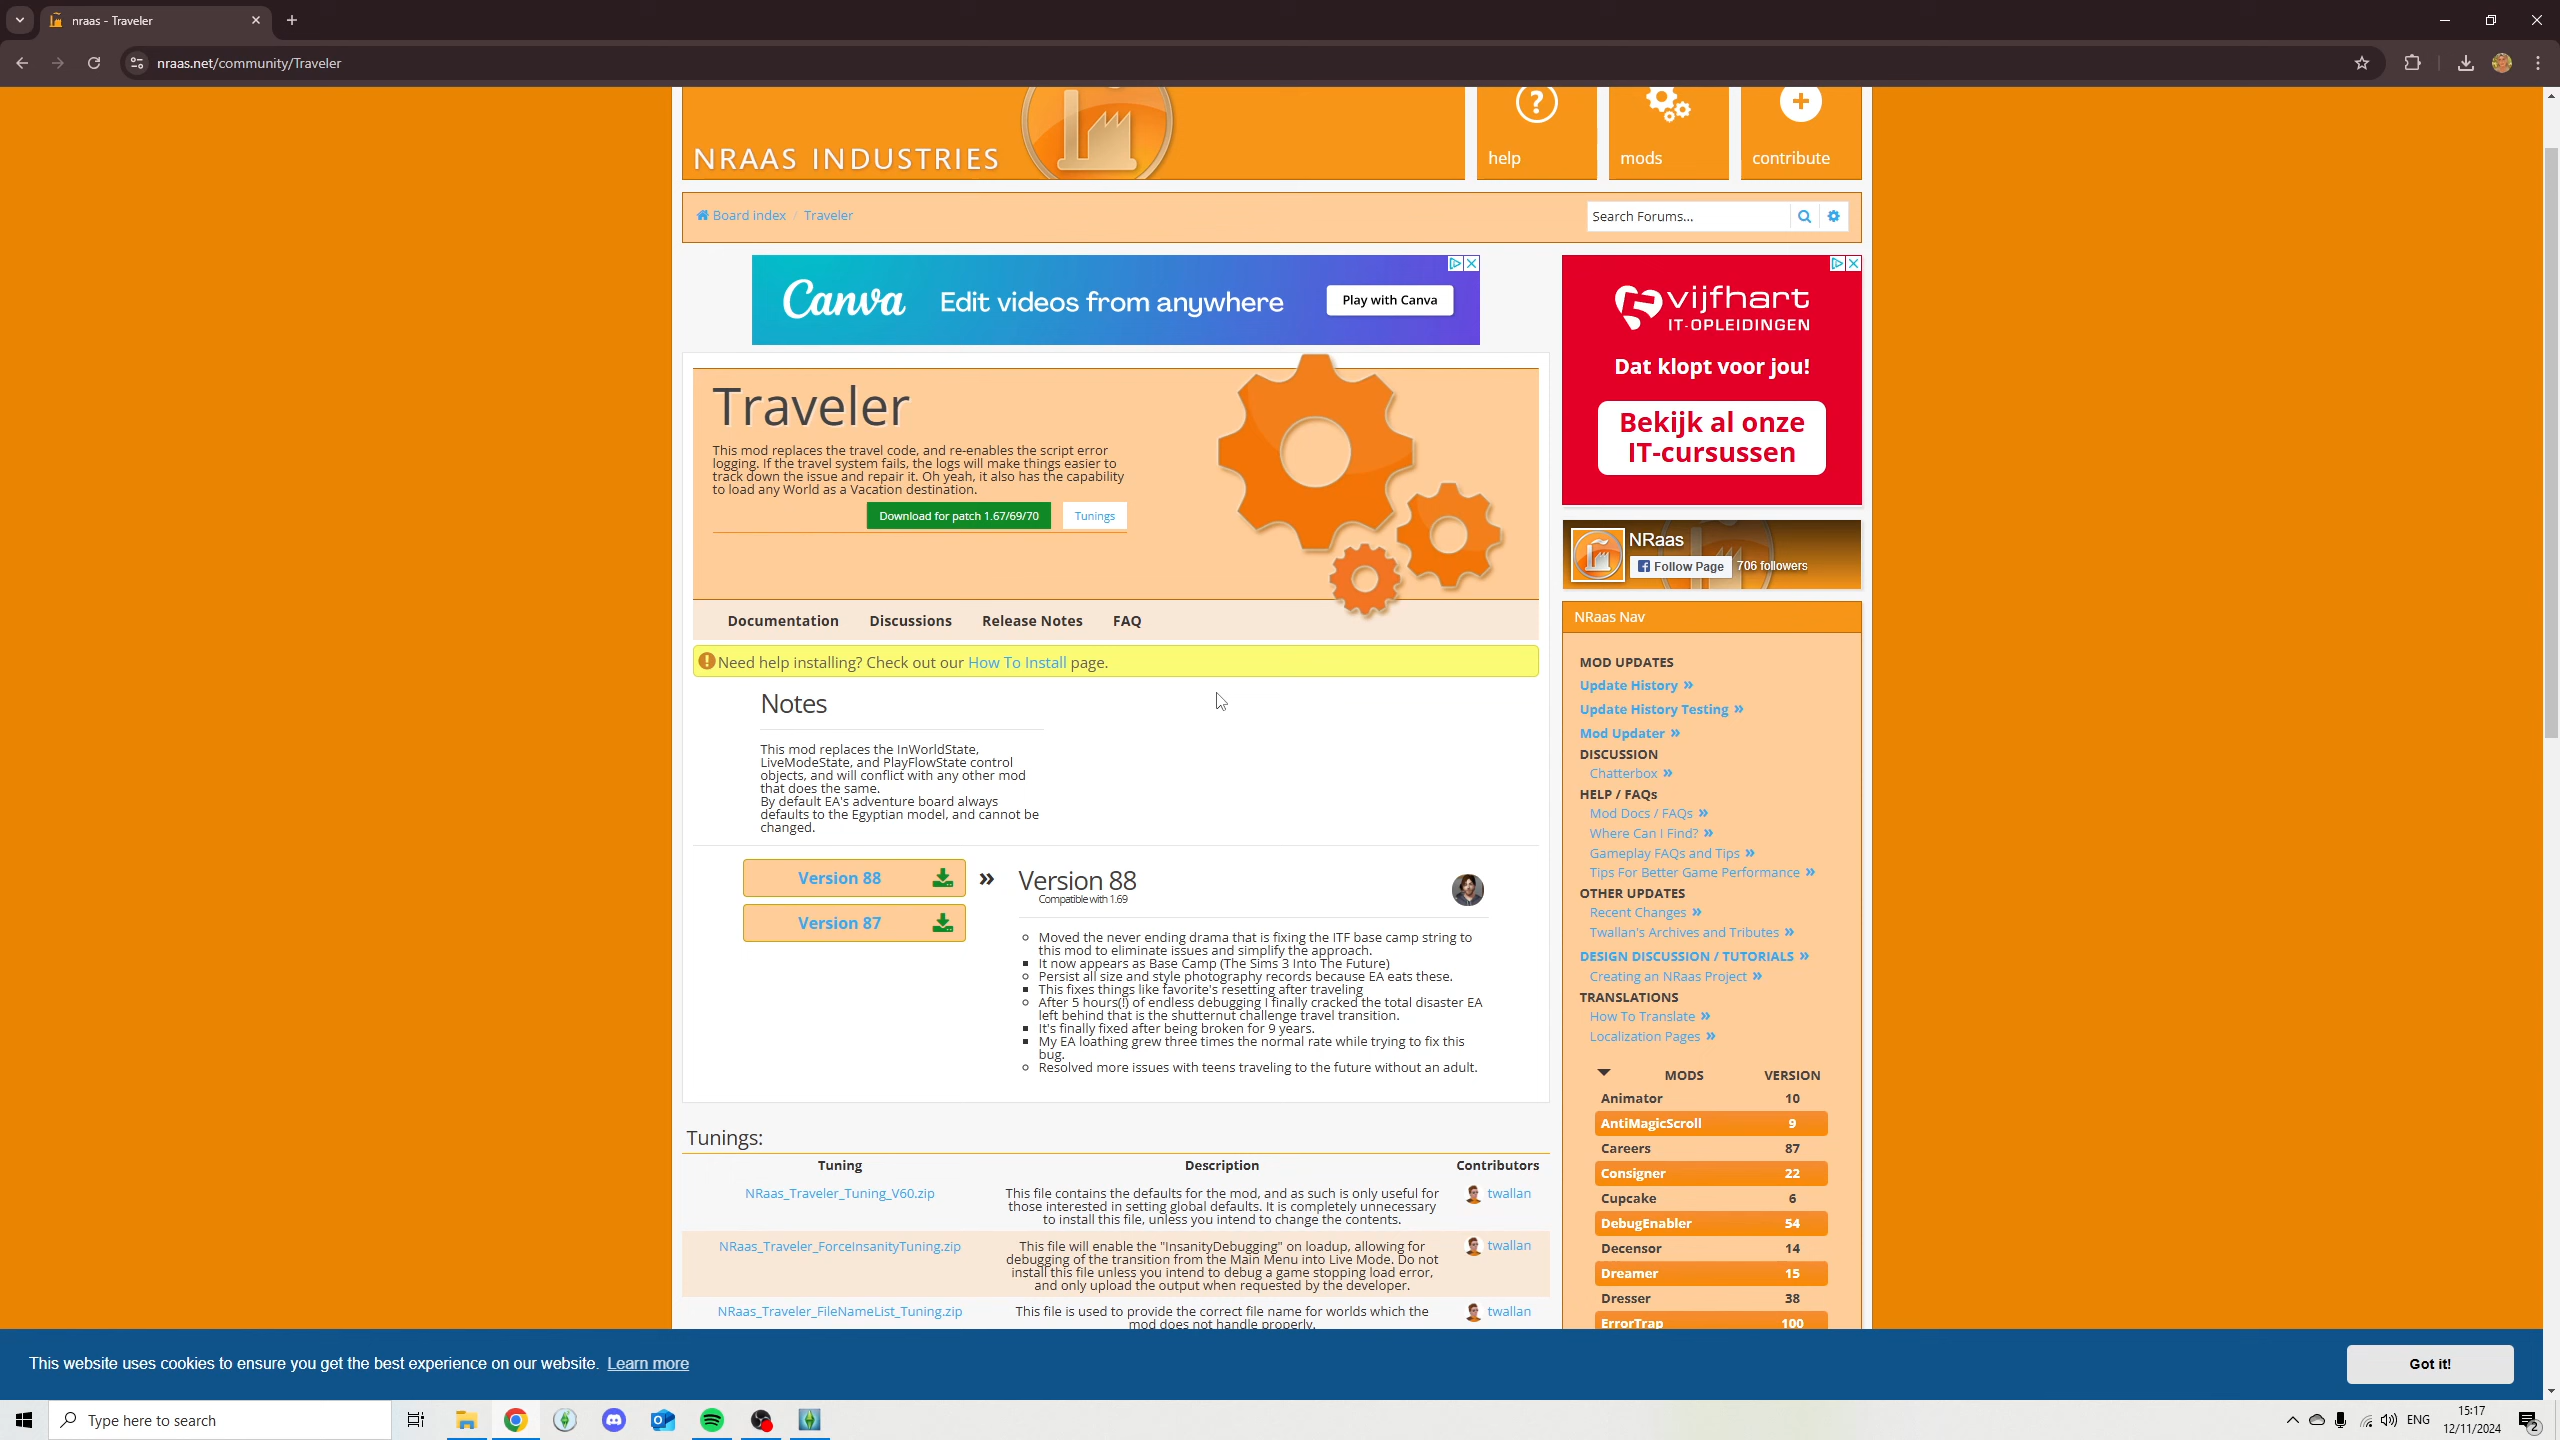 nraas - Traveler
nraas.net/community/Traveler
NRAAS INDUSTRIES
help
mods
contribute
Board index / Traveler
Search Forums...
Canva Edit videos from anywhere Play with Canva
vijfhart
IT-OPLEIDINGEN
Dat klopt voor jou!
Bekijk al onze
IT-cursussen
Traveler
This mod replaces the travel code, and re-enables the script error
logging. If the travel system fails, the logs will make things easier to
track down the issue and repair it. Oh yeah, it also has the capability
to load any World as a Vacation destination.
Download for patch 1.67/69/70 Tunings
Documentation Discussions Release Notes FAQ
Need help installing? Check out our How To Install page.
Notes
This mod replaces the InWorldState,
LiveModeState, and PlayFlowState control
objects, and will conflict with any other mod
that does the same.
By default EA's adventure board always
defaults to the Egyptian model, and cannot be
changed.
Version 88
Version 87
» Version 88
Compatible with 1.69
Moved the never ending drama that is fixing the ITF base camp string to
this mod to eliminate issues and simplify the approach.
It now appears as Base Camp (The Sims 3 Into The Future)
Persist all size and style photography records because EA eats these.
This fixes things like favorite's resetting after traveling
After 5 hours(!) of endless debugging I finally cracked the total disaster EA
left behind that is the shutternut challenge travel transition.
It's finally fixed after being broken for 9 years.
My EA loathing grew three times the normal rate while trying to fix this
bug.
Resolved more issues with teens traveling to the future without an adult.
Tunings:
Tuning Description Contributors
NRaas_Traveler_Tuning_V60.zip
This file contains the defaults for the mod, and as such is only useful for
those interested in setting global defaults. It is completely unnecessary
to install this file, unless you intend to change the contents.
twallan
NRaas_Traveler_ForceInsanityTuning.zip
This file will enable the "InsanityDebugging" on loadup, allowing for
debugging of the transition from the Main Menu into Live Mode. Do not
install this file unless you intend to debug a game stopping load error,
and only upload the output when requested by the developer.
twallan
NRaas_Traveler_FileNameList_Tuning.zip
This file is used to provide the correct file name for worlds which the
mod does not handle properly.
twallan
NRaas
Follow Page 706 followers
NRaas Nav
MOD UPDATES
Update History »
Update History Testing »
Mod Updater »
DISCUSSION
Chatterbox »
HELP / FAQs
Mod Docs / FAQs »
Where Can I Find? »
Gameplay FAQs and Tips »
Tips For Better Game Performance »
OTHER UPDATES
Recent Changes »
Twallan's Archives and Tributes »
DESIGN DISCUSSION / TUTORIALS »
Creating an NRaas Project »
TRANSLATIONS
How To Translate »
Localization Pages »
MODS VERSION
Animator 10
AntiMagicScroll 9
Careers 87
Consigner 22
Cupcake 6
DebugEnabler 54
Decensor 14
Dreamer 15
Dresser 38
ErrorTrap 100
This website uses cookies to ensure you get the best experience on our website. Learn more
Got it!
Type here to search
ENG
15:17
12/11/2024
2